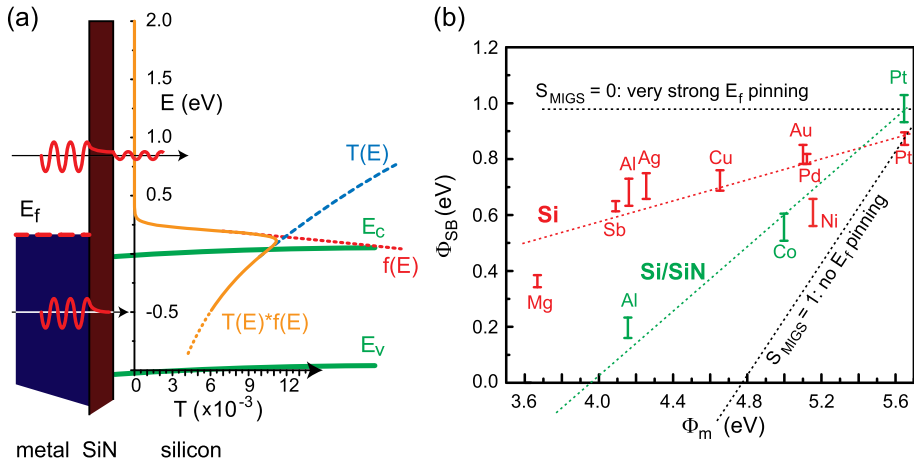 (a)
2.0
1.5
E (eV)
1.0
0.5
-0.5
T(E)
E_f
E_C
f(E)
T(E)*f(E)
E_V
0 3 6 9 12
T (×10⁻³)
metal SiN silicon
(b)
1.2
1.0
0.8
0.6
0.4
0.2
0.0
Φ_SB (eV)
S_MIGS = 0: very strong E_f pinning
Pt
Au
Pt
Al Ag Cu
Pd
Si
Sb
Ni
Co
Mg
Si/SiN
Al
S_MIGS = 1: no E_f pinning
3.6 4.0 4.4 4.8 5.2 5.6
Φ_m (eV)